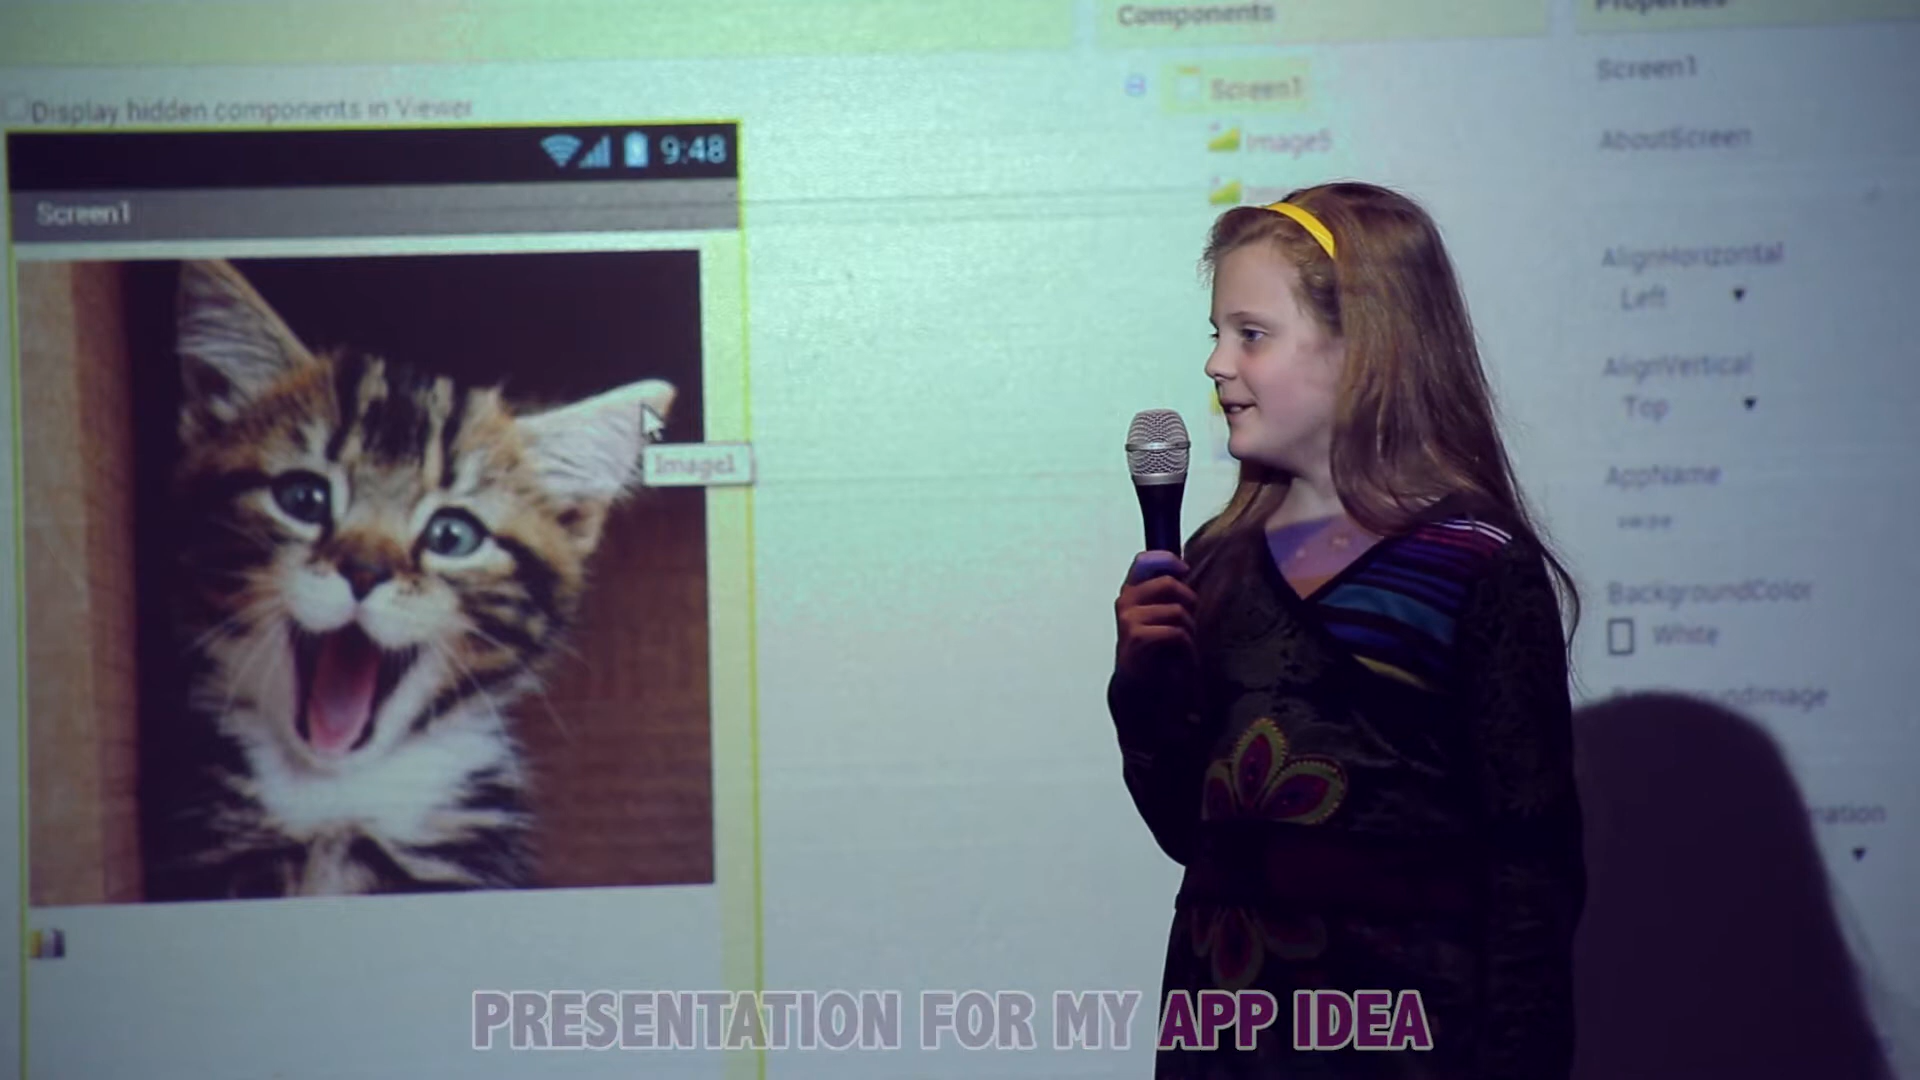 Components
Properties
Display hidden components in Viewer
9:48
Screen1
Image1
Screen1
Image5
Screen1
AboutScreen
AlignHorizontal
Left
AlignVertical
Top
AppName
BackgroundColor
White
PRESENTATION FOR MY APP IDEA